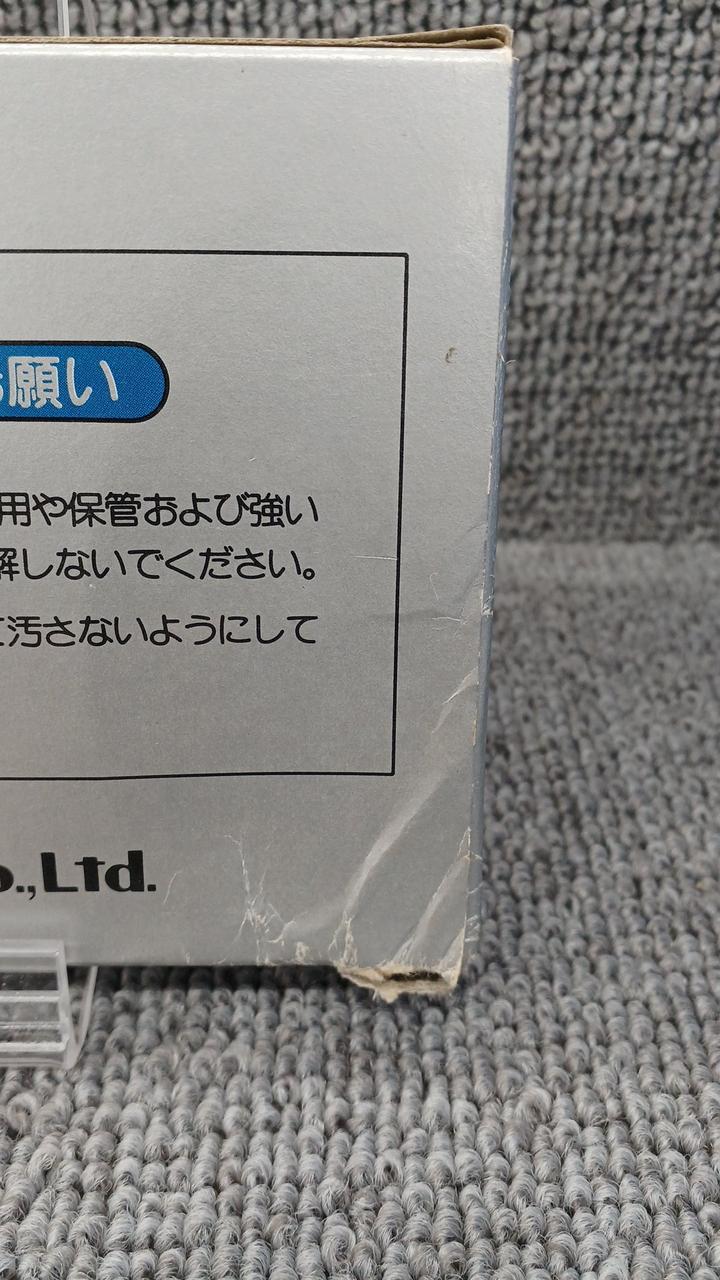 願い
用や保管および強い
解しないでください。
汚さないようにして
o.,Ltd.